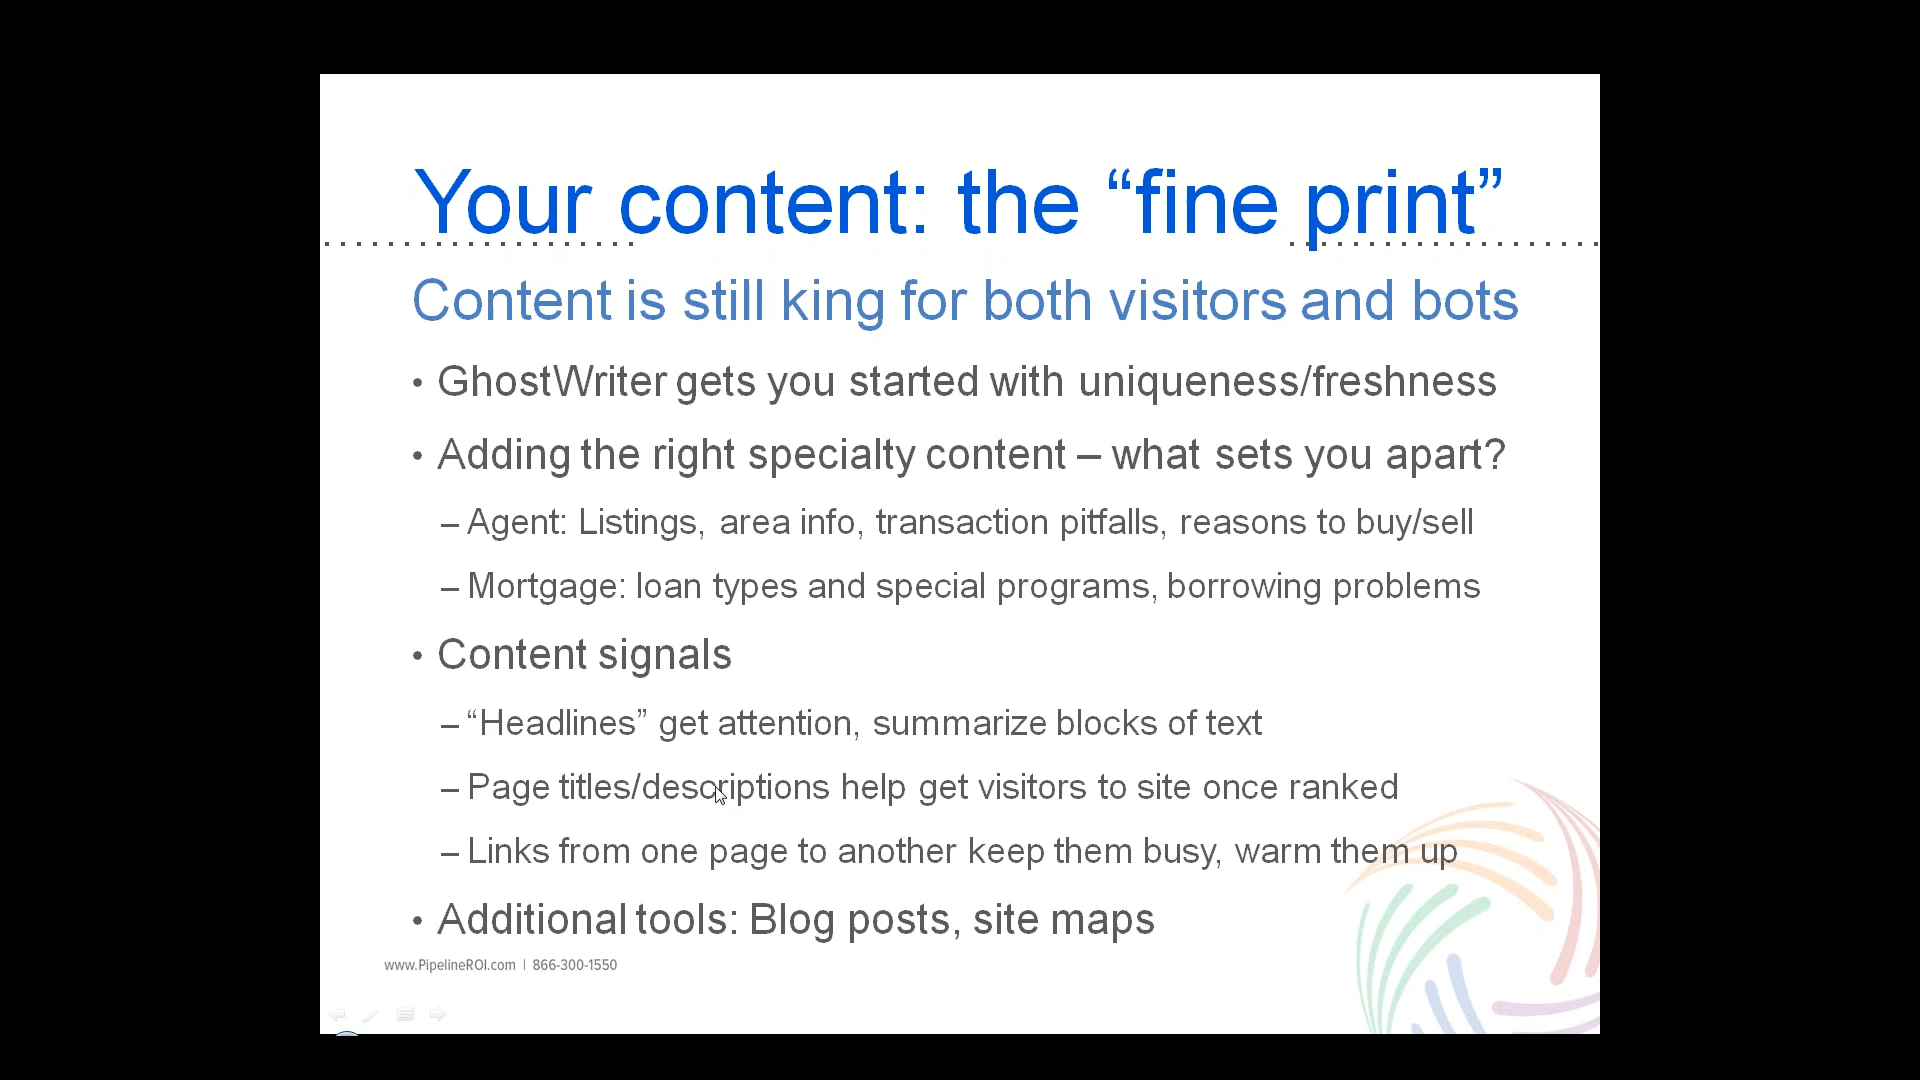 Your content: the “fine print”
Content is still king for both visitors and bots
• GhostWriter gets you started with uniqueness/freshness
• Adding the right specialty content – what sets you apart?
– Agent: Listings, area info, transaction pitfalls, reasons to buy/sell
– Mortgage: loan types and special programs, borrowing problems
• Content signals
– “Headlines” get attention, summarize blocks of text
– Page titles/descriptions help get visitors to site once ranked
– Links from one page to another keep them busy, warm them up
• Additional tools: Blog posts, site maps
www.PipelineROI.com | 866-300-1550